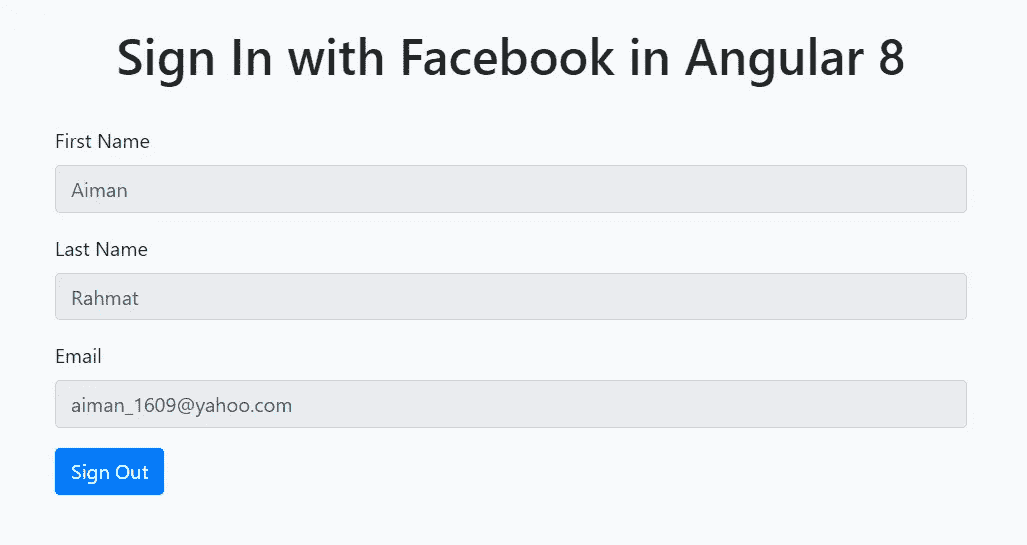 Sign In with Facebook in Angular 8
First Name
Aiman
Last Name
Rahmat
Email
aiman_1609@yahoo.com
Sign Out